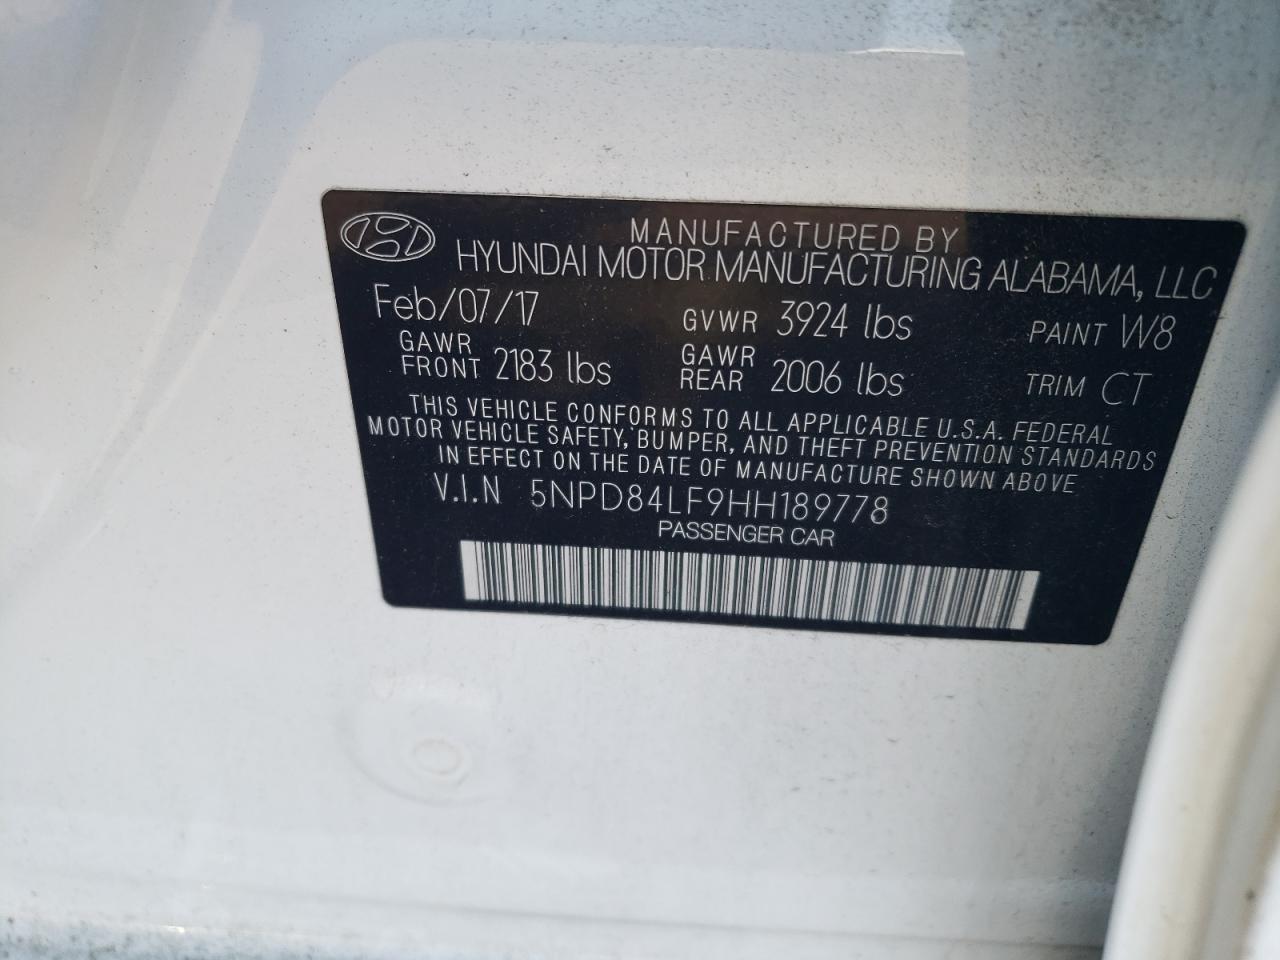 MANUFACTURED BY
HYUNDAI MOTOR MANUFACTURING ALABAMA, LLC
Feb/07/17 GVWR 3924 lbs PAINT W8
GAWR FRONT 2183 lbs GAWR REAR 2006 lbs TRIM CT
THIS VEHICLE CONFORMS TO ALL APPLICABLE U.S.A. FEDERAL
MOTOR VEHICLE SAFETY, BUMPER, AND THEFT PREVENTION STANDARDS
IN EFFECT ON THE DATE OF MANUFACTURE SHOWN ABOVE
V.I.N 5NPD84LF9HH189778
PASSENGER CAR